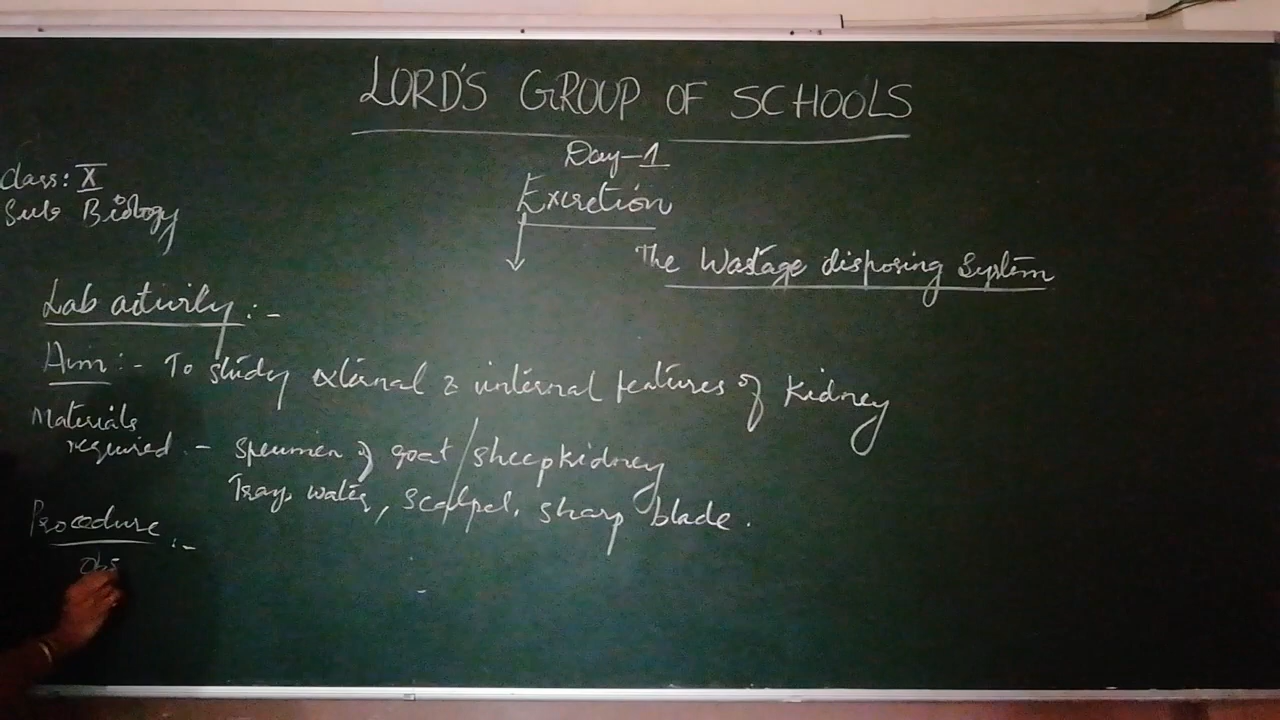 LORD'S GROUP OF SCHOOLS
Day-1
Class: X
Sub Biology
Excretion
The Wastage disposing System
Lab activity :-
Aim :- To study external & internal features of Kidney
Materials
required :- Specimen of goat/sheep kidney
Tray, water, scalpel, sharp blade.
Procedure :-
Obs